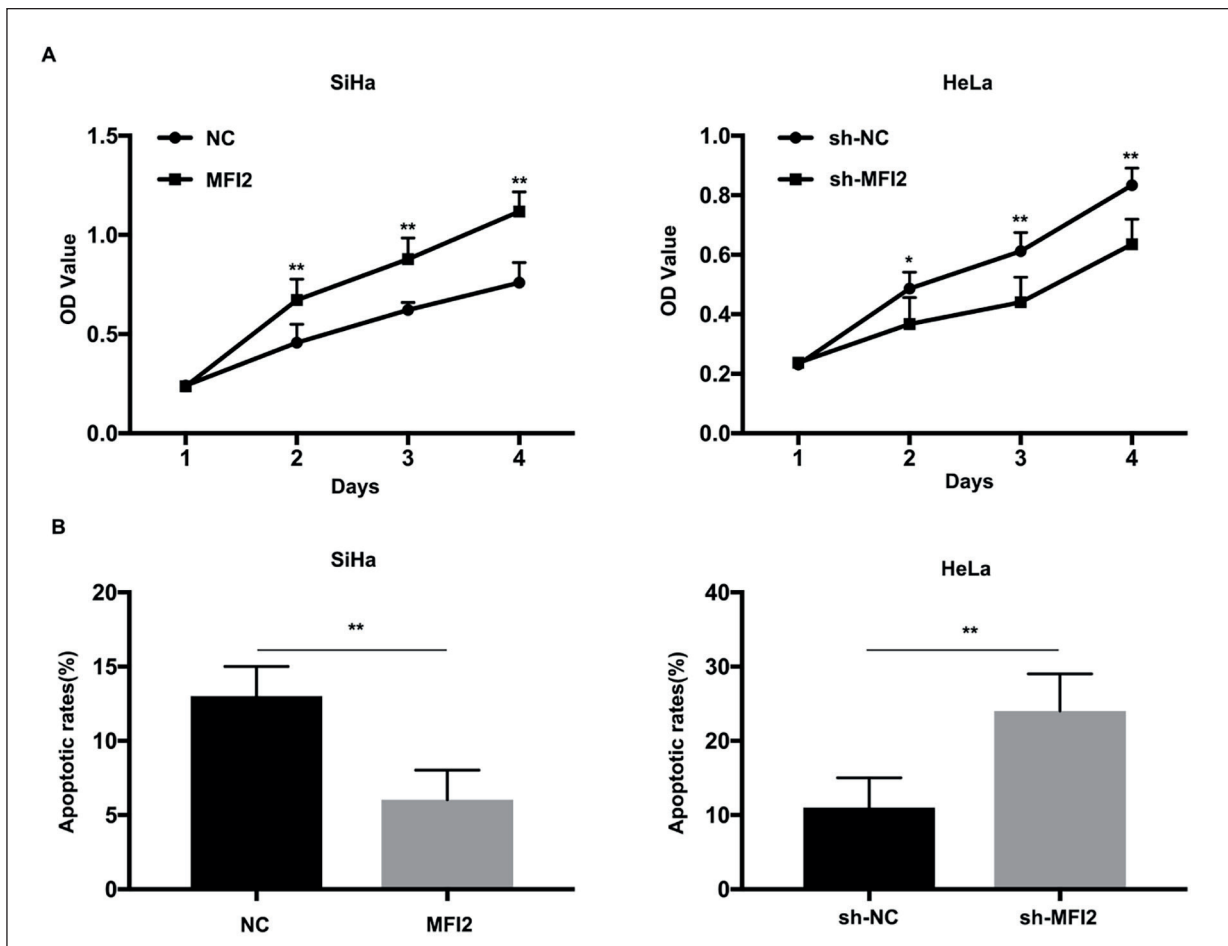 A
SiHa
NC
MFI2
OD Value
1.5
1.0
0.5
0.0
**
**
**
1
2
3
4
Days
HeLa
sh-NC
sh-MFI2
OD Value
1.0
0.8
0.6
0.4
0.2
0.0
*
**
**
1
2
3
4
Days
B
SiHa
Apoptotic rates(%)
20
15
10
5
0
**
NC
MFI2
HeLa
Apoptotic rates(%)
40
30
20
10
0
**
sh-NC
sh-MFI2